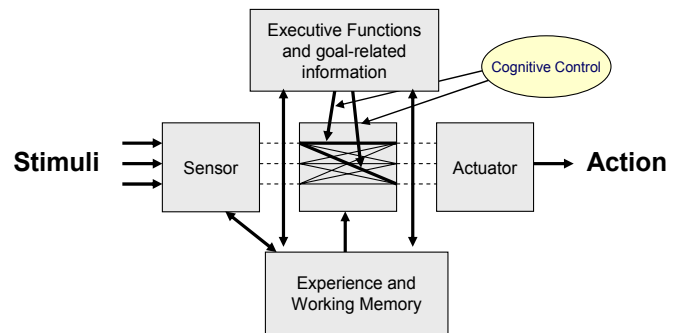 Executive Functions
and goal-related
information
Cognitive Control
Stimuli
Sensor
Actuator
Action
Experience and
Working Memory